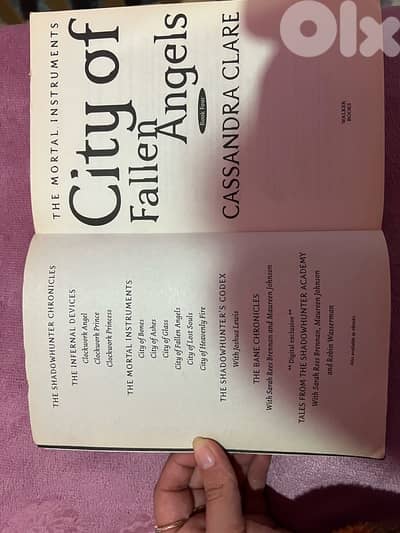 THE SHADOWHUNTER CHRONICLES
THE INFERNAL DEVICES
Clockwork Angel
Clockwork Prince
Clockwork Princess
THE MORTAL INSTRUMENTS
City of Bones
City of Ashes
City of Glass
City of Fallen Angels
City of Lost Souls
City of Heavenly Fire
THE SHADOWHUNTER'S CODEX
With Joshua Lewis
THE BANE CHRONICLES
With Sarah Rees Brennan and Maureen Johnson
** Digital exclusive **
TALES FROM THE SHADOWHUNTER ACADEMY
With Sarah Rees Brennan, Maureen Johnson
and Robin Wasserman
Also available as eBooks
THE MORTAL INSTRUMENTS
City of
Fallen
Angels
Book Four
CASSANDRA CLARE
WALKER
BOOKS
OLX